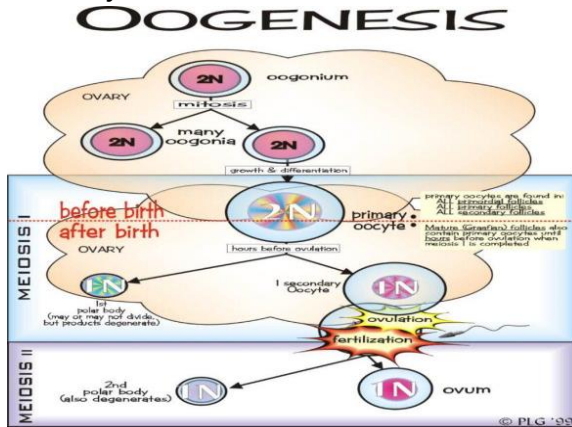 OOGENESIS
2N
oogonium
OVARY
mitosis
2N
many
oogonia
2N
growth & differentiation
MEIOSIS I
before birth
after birth
2N
primary
oocyte
primary oocytes are found in:
ALL primordial follicles
ALL primary follicles
ALL secondary follicles
Mature (Graafian) follicles also
contain primary oocytes until
hours before ovulation when
meiosis I is completed
OVARY
hours before ovulation
1N
1st
polar body
(may or may not divide,
but products degenerate)
1 secondary
Oocyte
1N
ovulation
fertilization
MEIOSIS II
2nd
polar body
(also degenerates)
1N
1N
OVUM
© PLG '99